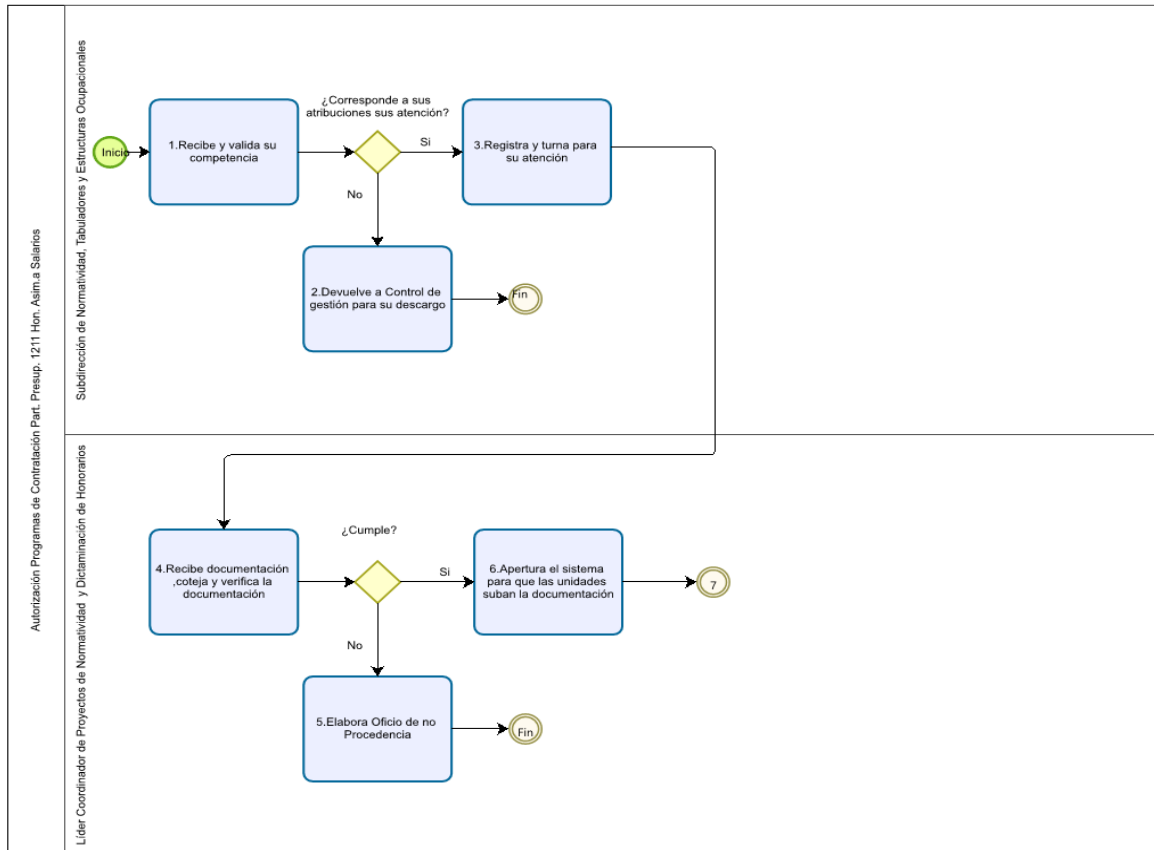 Autorización Programas de Contratación Part. Presup. 1211 Hon. Asim.a Salarios
Subdirección de Normatividad, Tabuladores y Estructuras Ocupacionales
Inicio
1.Recibe y valida su
competencia
¿Corresponde a sus
atribuciones sus atención?
Si
3.Registra y turna para
su atención
No
2.Devuelve a Control de
gestión para su descargo
Fin
Líder Coordinador de Proyectos de Normatividad y Dictaminación de Honorarios
4.Recibe documentación
,coteja y verifica la
documentación
¿Cumple?
Si
6.Apertura el sistema
para que las unidades
suban la documentación
7
No
5.Elabora Oficio de no
Procedencia
Fin